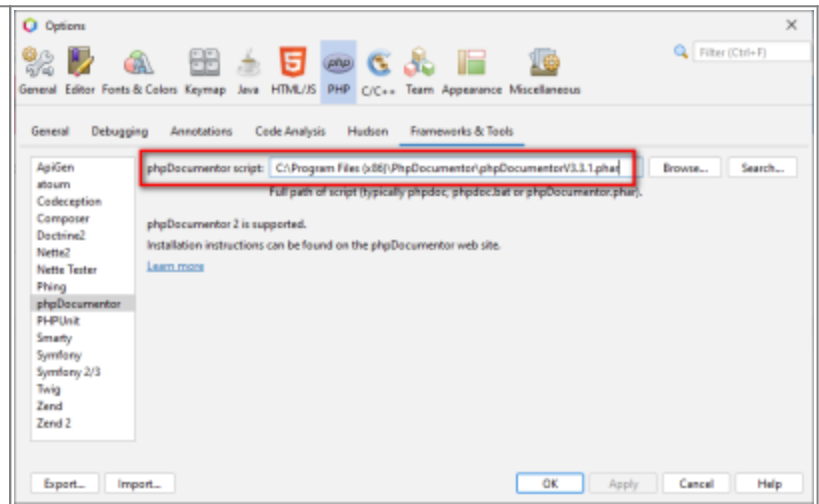 Options
Filter (Ctrl+F)
General Editor Fonts & Colors Keymap Java HTML/JS PHP C/C++ Team Appearance Miscellaneous
General Debugging Annotations Code Analysis Hudson Frameworks & Tools
ApiGen
atoum
Codeception
Composer
Doctrine2
Nette2
Nette Tester
Phing
phpDocumentor
PHPUnit
Smarty
Symfony
Symfony 2/3
Twig
Zend
Zend 2
phpDocumentor script: C:\Program Files (x86)\PhpDocumentor\phpDocumentorV3.3.1.phar Browse... Search...
Full path of script (typically phpdoc, phpdoc.bat or phpDocumentor.phar).
phpDocumentor 2 is supported.
Installation instructions can be found on the phpDocumentor web site.
Learn more
Export... Import... OK Apply Cancel Help